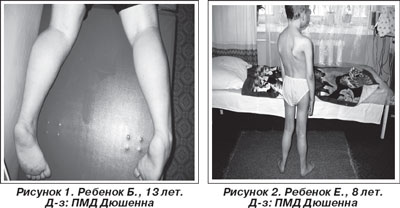 Рисунок 1. Ребенок Б., 13 лет.
Д-з: ПМД Дюшенна
Рисунок 2. Ребенок Е., 8 лет.
Д-з: ПМД Дюшенна